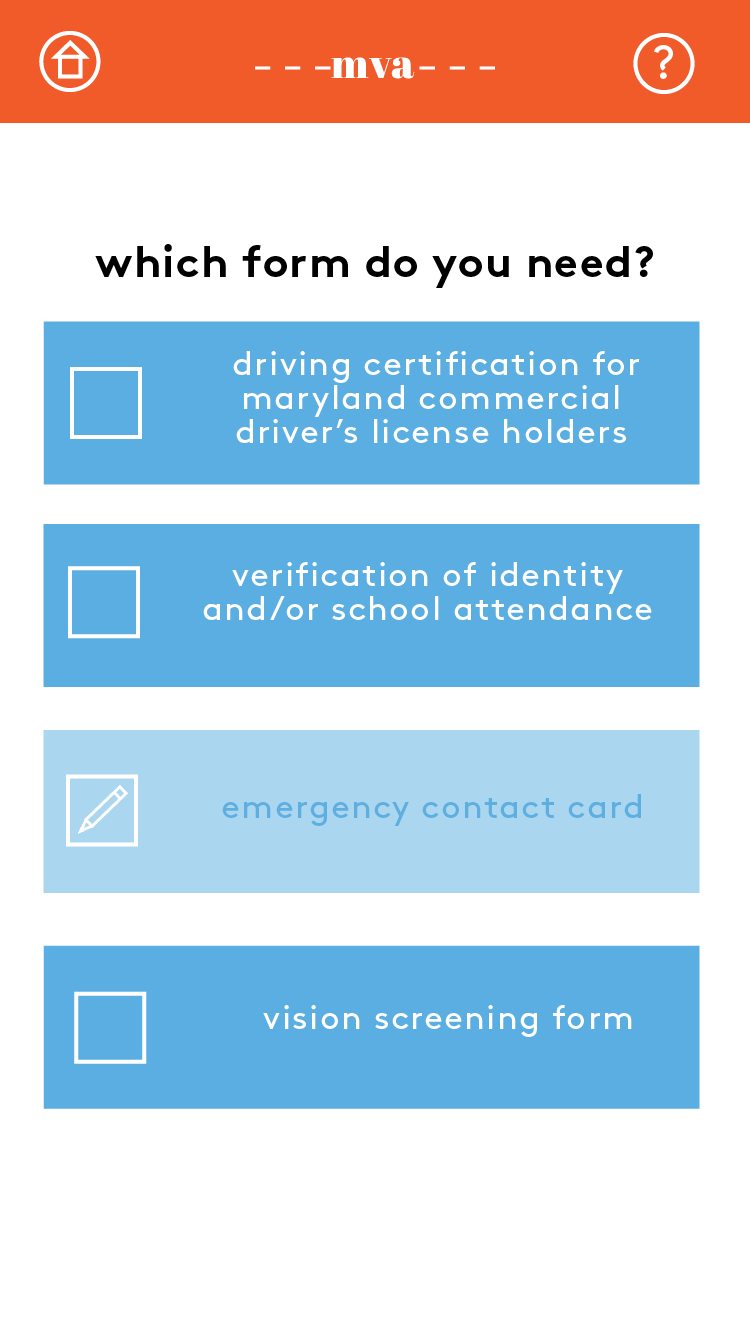 ---mva---
?
which form do you need?
driving certification for
maryland commercial
driver’s license holders
verification of identity
and/or school attendance
emergency contact card
vision screening form